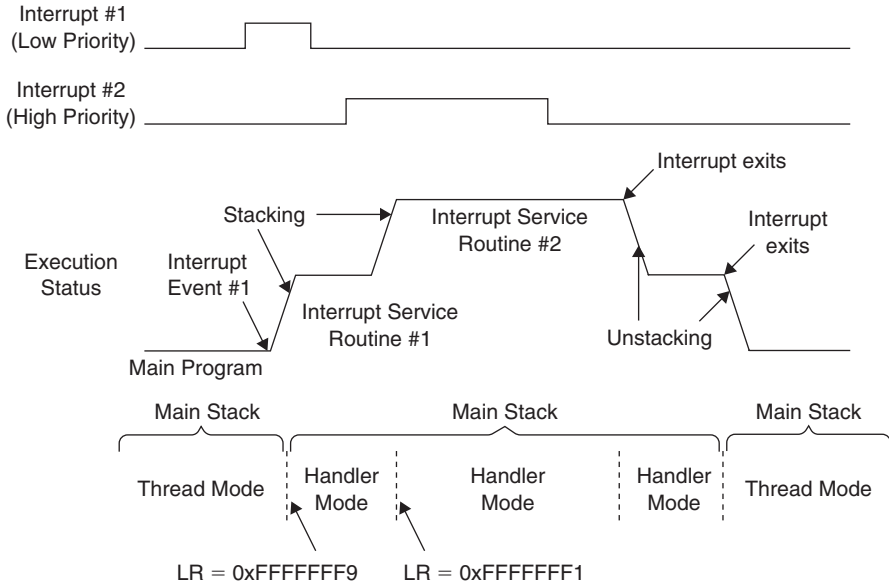 Interrupt #1
(Low Priority)
Interrupt #2
(High Priority)
Interrupt exits
Stacking
Interrupt Service
Routine #2
Interrupt
exits
Execution
Status
Interrupt
Event #1
Interrupt Service
Routine #1
Unstacking
Main Program
Main Stack
Main Stack
Main Stack
Thread Mode
Handler
Mode
Handler
Mode
Handler
Mode
Thread Mode
LR = 0xFFFFFFF9
LR = 0xFFFFFFF1